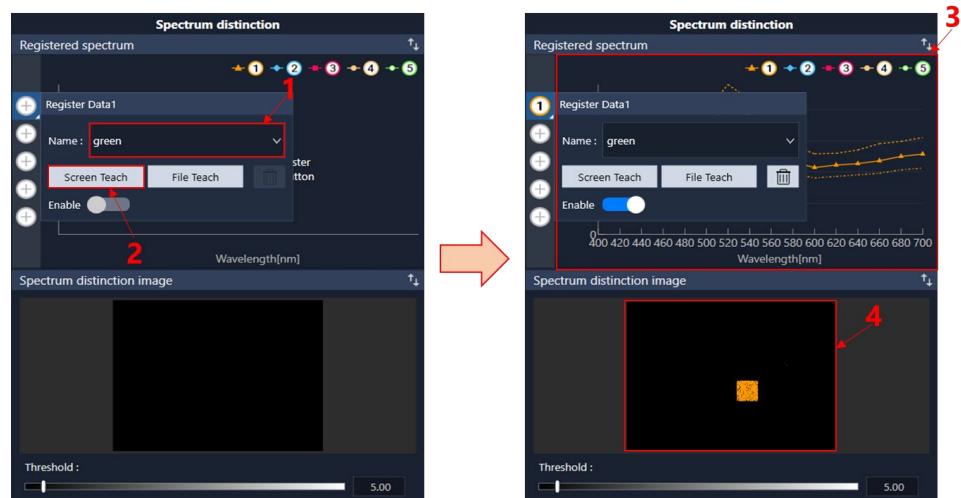 Spectrum distinction
Registered spectrum
1 2 3 4 5
1
Register Data1
Name : green
ster
Screen Teach File Teach
tton
Enable
2
Wavelength[nm]
Spectrum distinction image
Threshold :
5.00
3
Spectrum distinction
Registered spectrum
1 2 3 4 5
1
Register Data1
Name : green
Screen Teach File Teach
Enable
0
400 420 440 460 480 500 520 540 560 580 600 620 640 660 680 700
Wavelength[nm]
Spectrum distinction image
4
Threshold :
5.00